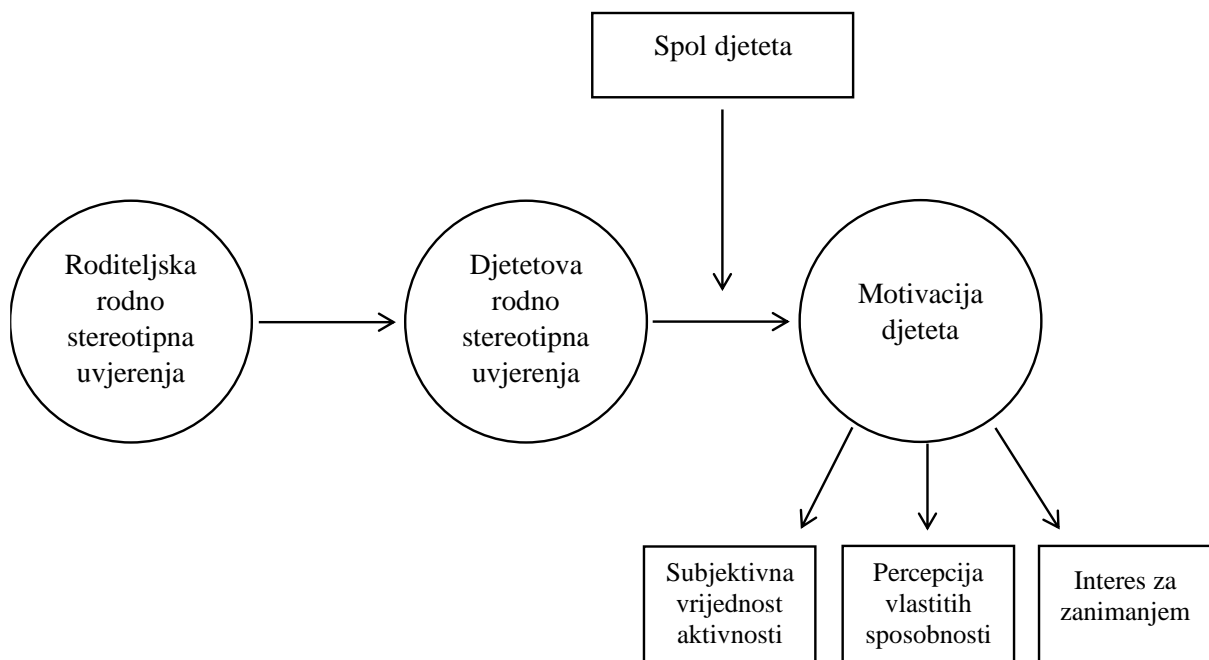 Spol djeteta
Roditeljska
rodno
stereotipna
uvjerenja
Djetetova
rodno
stereotipna
uvjerenja
Motivacija
djeteta
Subjektivna
vrijednost
aktivnosti
Percepcija
vlastitih
sposobnosti
Interes za
zanimanjem